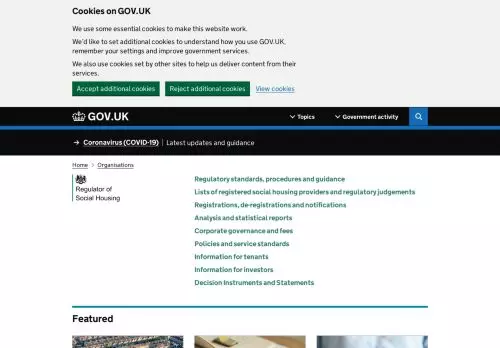 Cookies on GOV.UK
We use some essential cookies to make this website work.
We'd like to set additional cookies to understand how you use GOV.UK,
remember your settings and improve government services.
We also use cookies set by other sites to help us deliver content from their
services.
Accept additional cookies Reject additional cookies View cookies
GOV.UK Topics Government activity
→ Coronavirus (COVID-19) Latest updates and guidance
Home > Organisations
Regulator of
Social Housing
Regulatory standards, procedures and guidance
Lists of registered social housing providers and regulatory judgements
Registrations, de-registrations and notifications
Analysis and statistical reports
Corporate governance and fees
Policies and service standards
Information for tenants
Information for investors
Decision Instruments and Statements
Featured